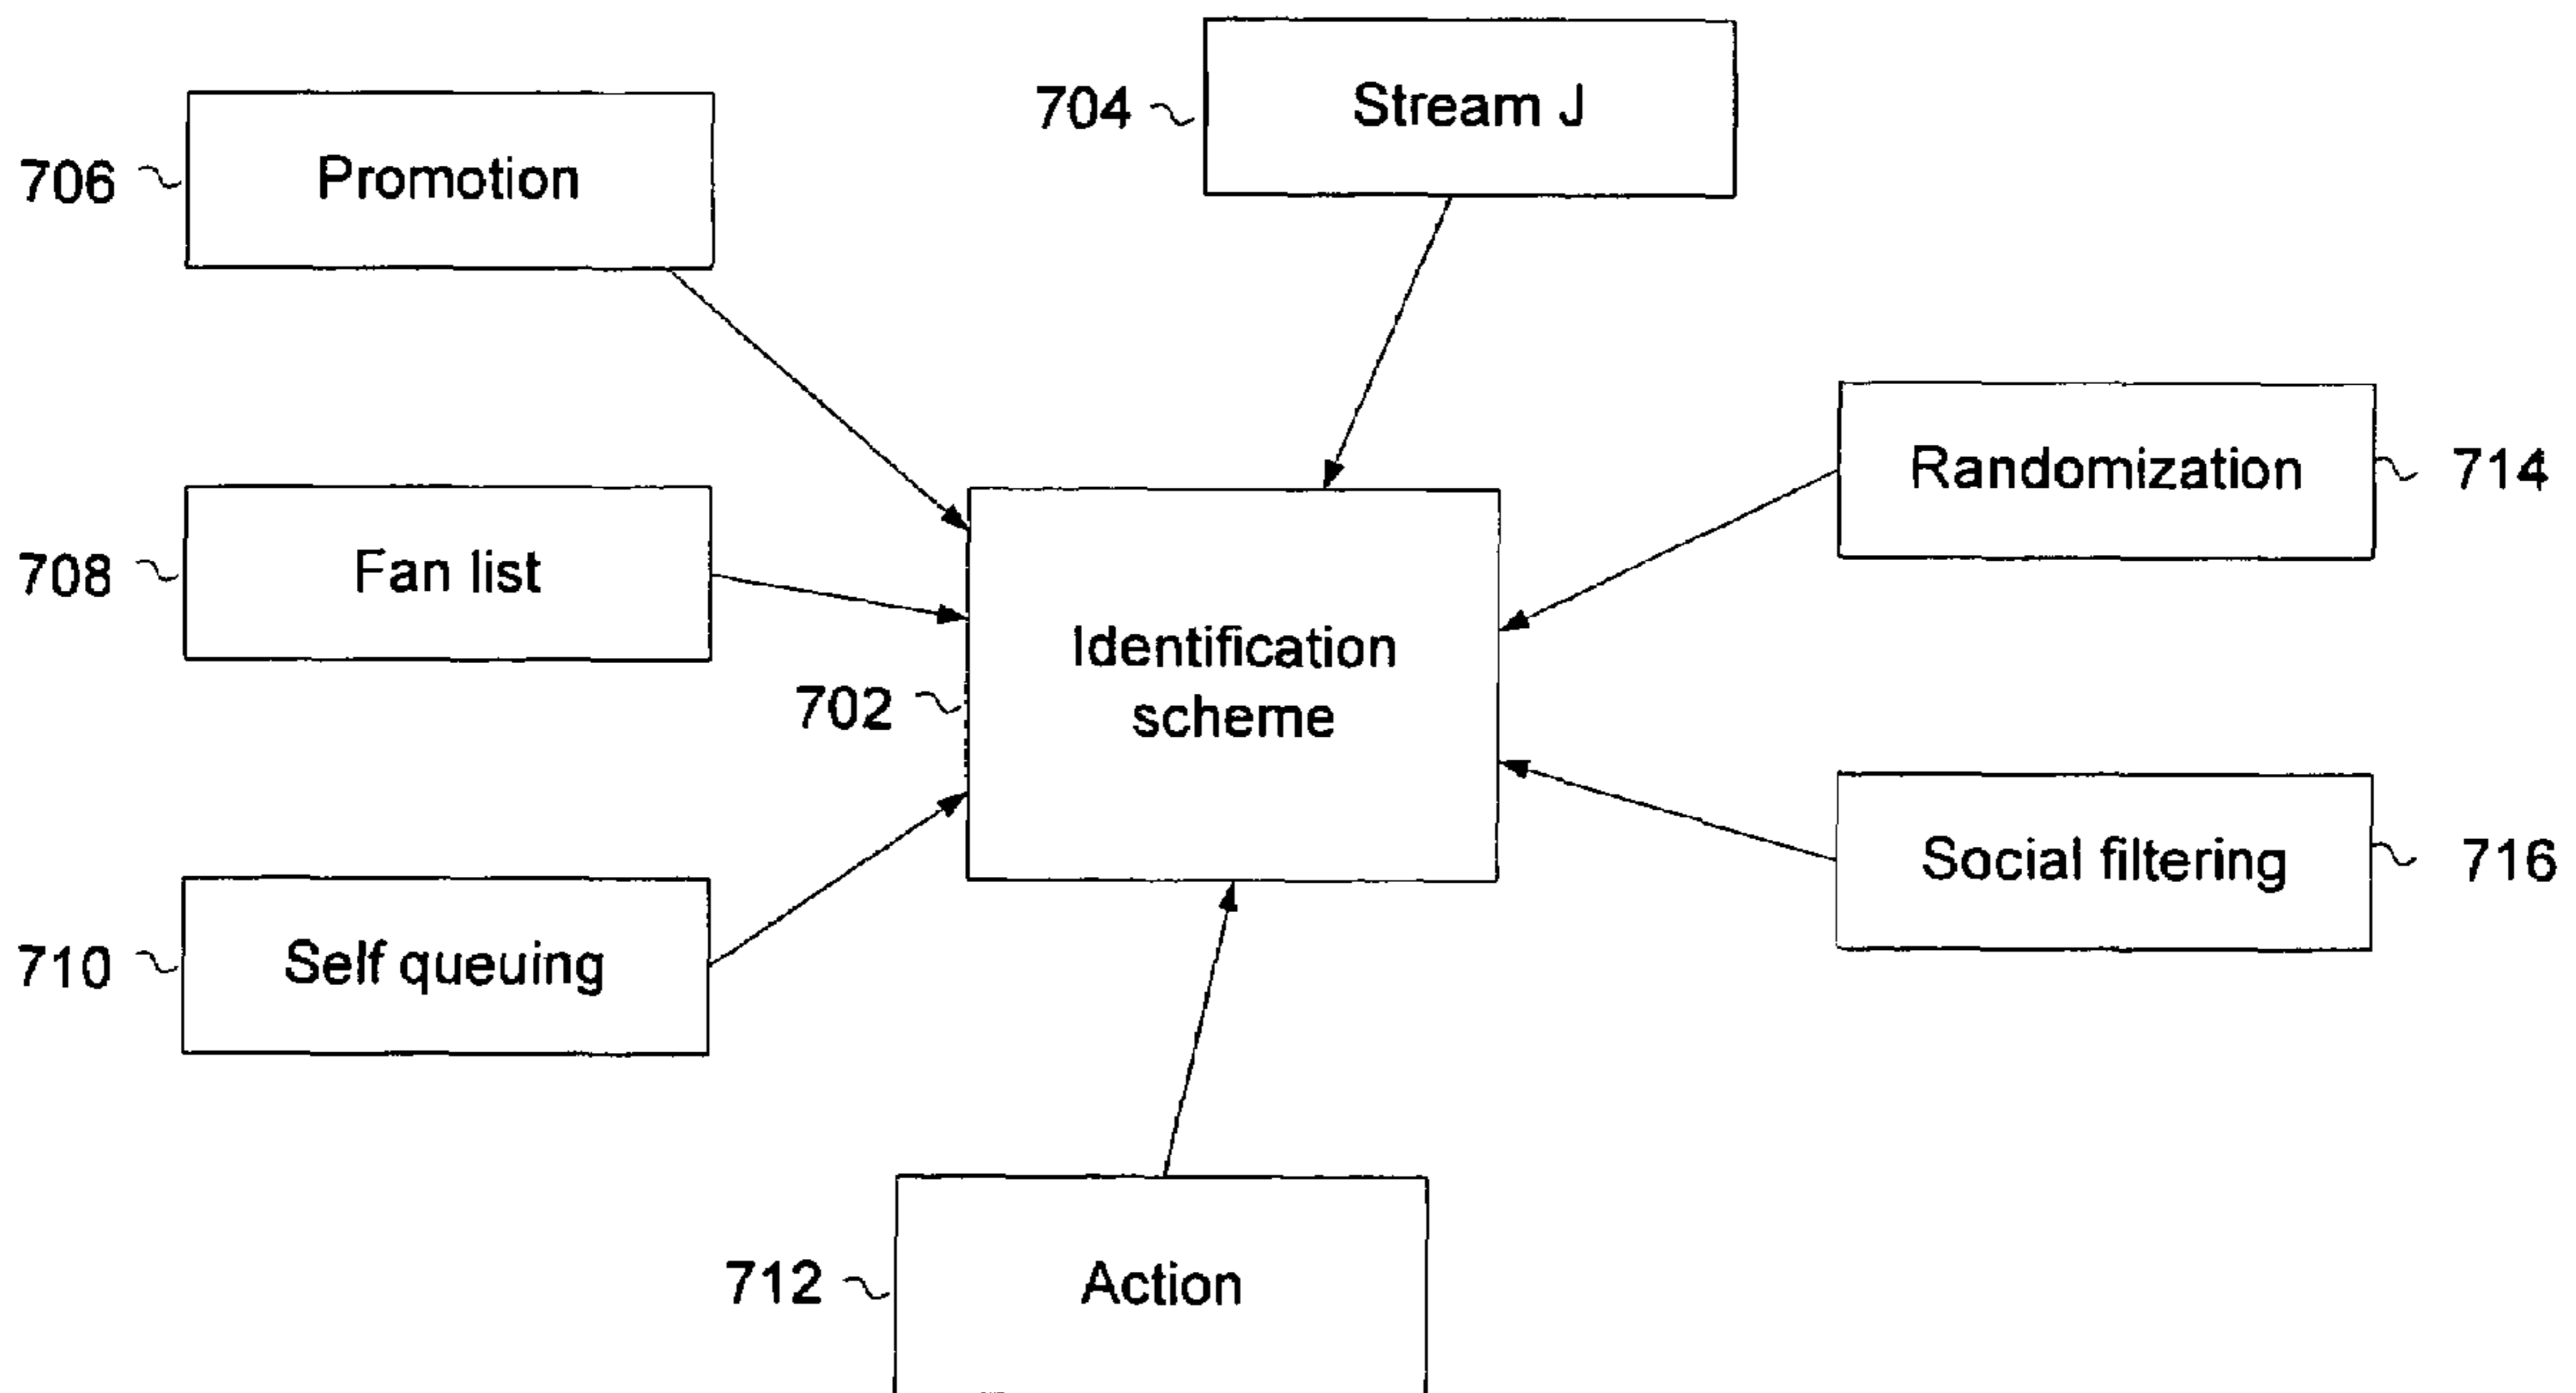 704
Stream J
706
Promotion
Randomization
714
708
Fan list
Identification
scheme
702
Social filtering
716
710
Self queuing
712
Action